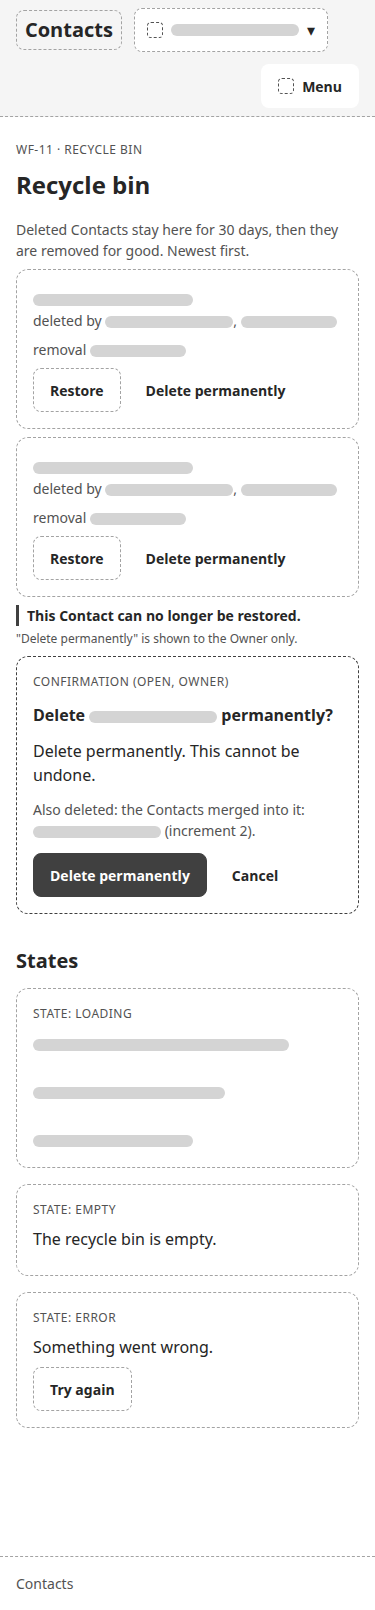 Contacts ▾
Menu
WF-11 · RECYCLE BIN
Recycle bin
Deleted Contacts stay here for 30 days, then they
are removed for good. Newest first.
deleted by ,
removal
Restore Delete permanently
deleted by ,
removal
Restore Delete permanently
This Contact can no longer be restored.
"Delete permanently" is shown to the Owner only.
CONFIRMATION (OPEN, OWNER)
Delete permanently?
Delete permanently. This cannot be
undone.
Also deleted: the Contacts merged into it:
(increment 2).
Delete permanently Cancel
States
STATE: LOADING
STATE: EMPTY
The recycle bin is empty.
STATE: ERROR
Something went wrong.
Try again
Contacts